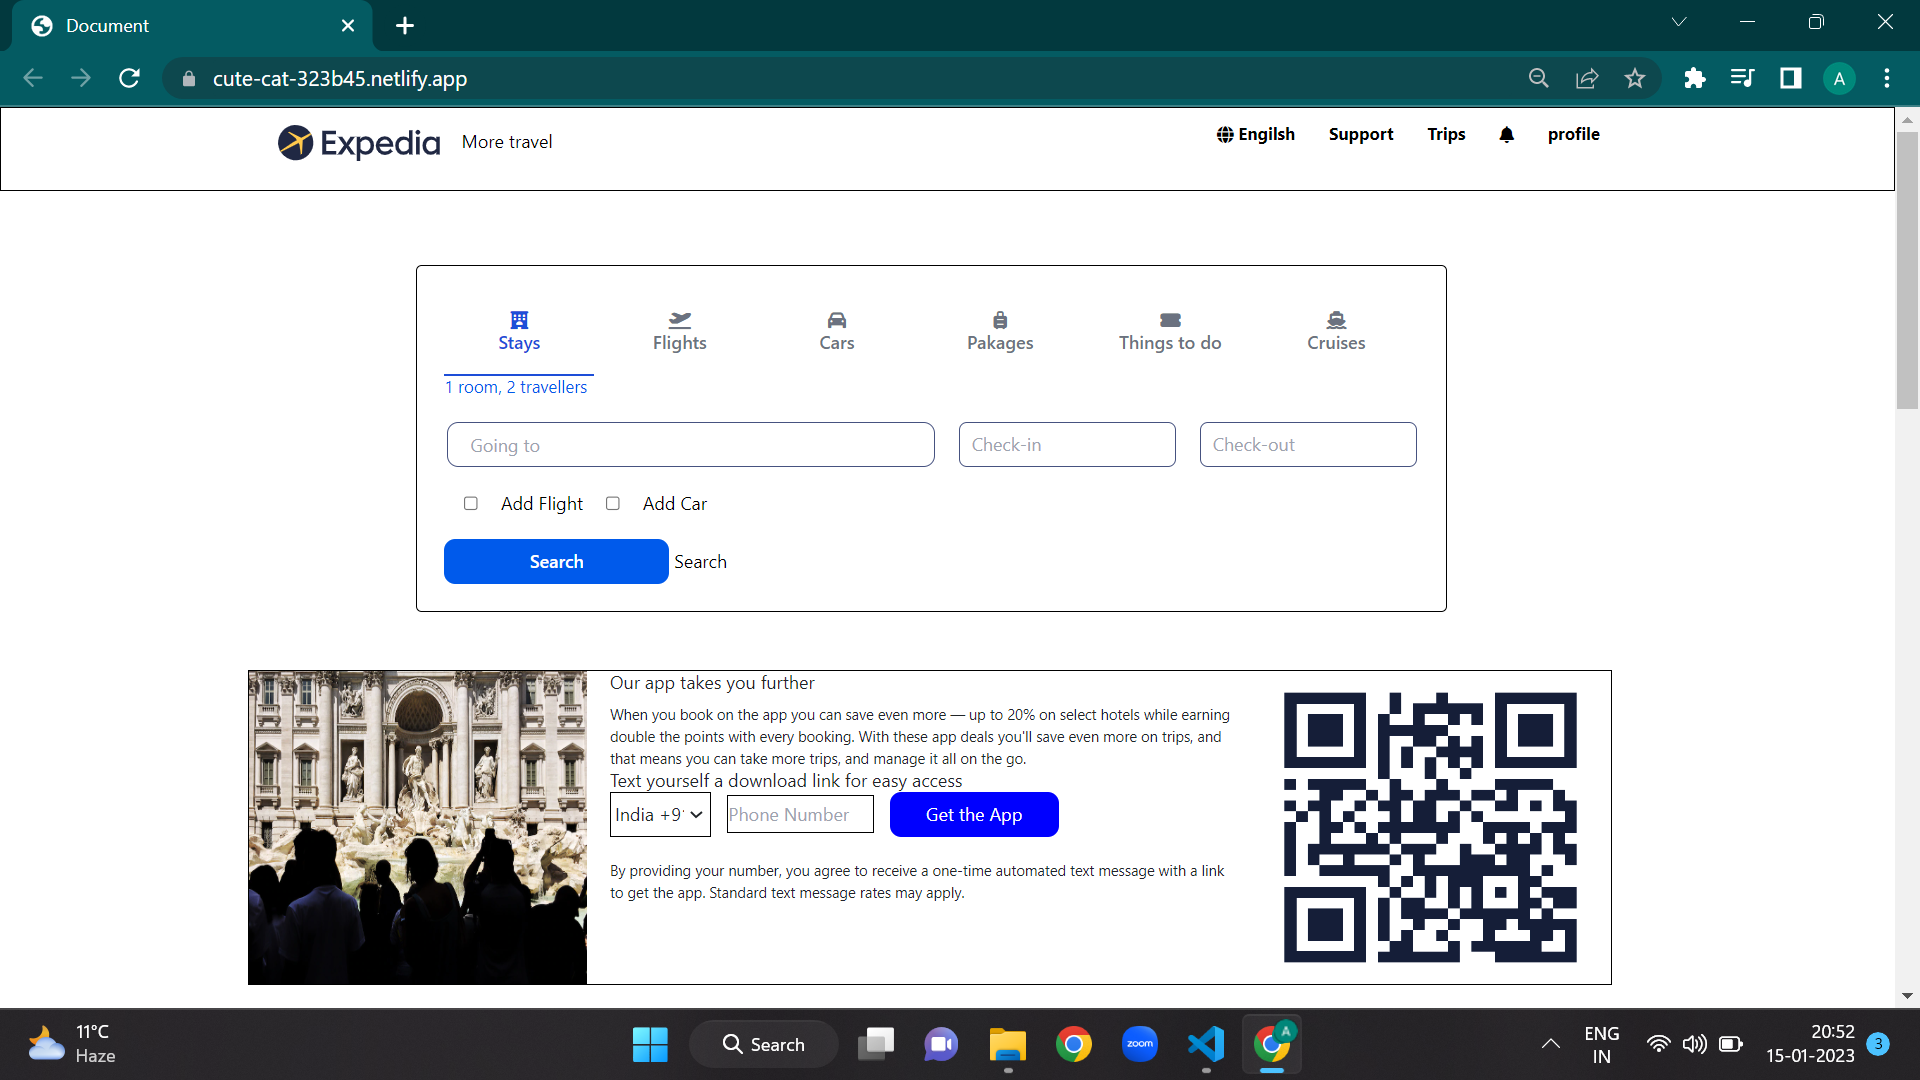 Document
cute-cat-323b45.netlify.app
A
Expedia More travel
Engilsh Support Trips profile
Stays Flights Cars Pakages Things to do Cruises
1 room, 2 travellers
Going to Check-in Check-out
Add Flight Add Car
Search Search
Our app takes you further
When you book on the app you can save even more — up to 20% on select hotels while earning
double the points with every booking. With these app deals you'll save even more on trips, and
that means you can take more trips, and manage it all on the go.
Text yourself a download link for easy access
India +9 Phone Number Get the App
By providing your number, you agree to receive a one-time automated text message with a link
to get the app. Standard text message rates may apply.
11°C
Haze
Search
zoom
A
ENG
IN
20:52
15-01-2023
3